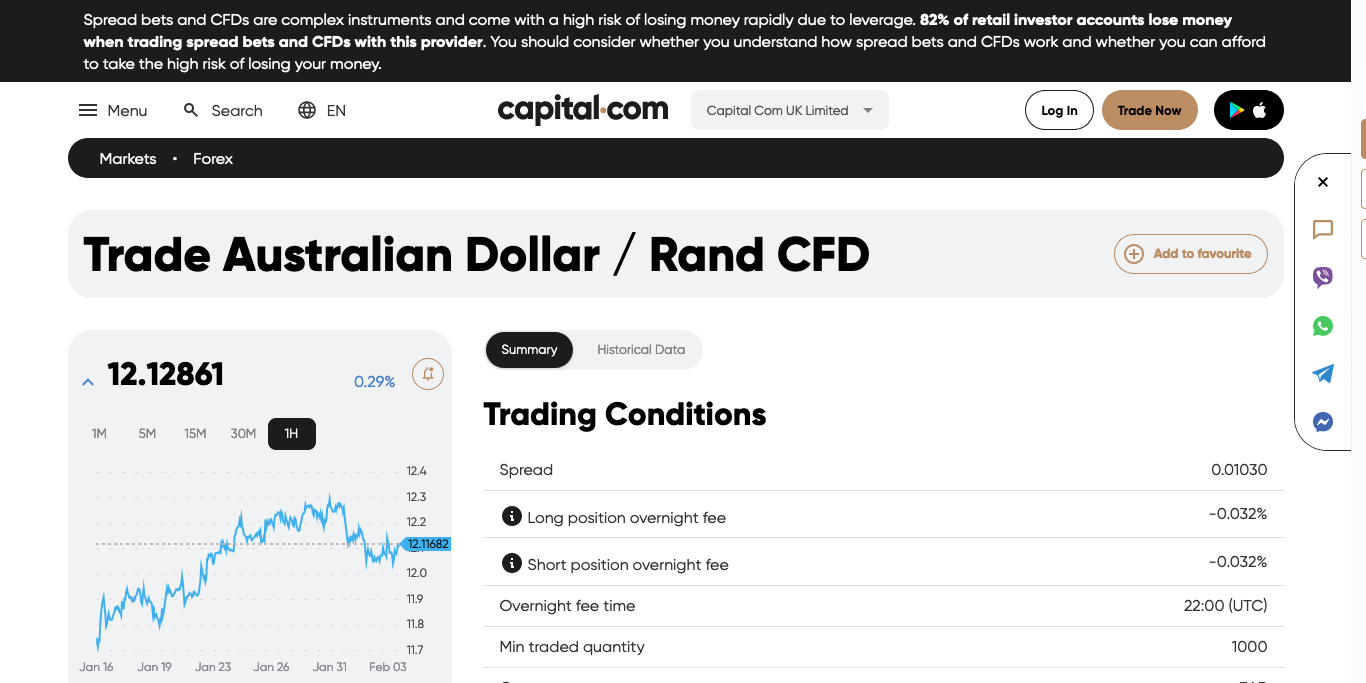 Spread bets and CFDs are complex instruments and come with a high risk of losing money rapidly due to leverage. 82% of retail investor accounts lose money
when trading spread bets and CFDs with this provider. You should consider whether you understand how spread bets and CFDs work and whether you can afford
to take the high risk of losing your money.
Menu
Search
EN
capital.com
Capital Com UK Limited
Log In
Trade Now
Markets • Forex
Trade Australian Dollar / Rand CFD
Add to favourite
12.12861
0.29%
1M 5M 15M 30M 1H
12.4
12.3
12.2
12.11682
12.0
11.9
11.8
11.7
Jan 16 Jan 19 Jan 23 Jan 26 Jan 31 Feb 03
Summary
Historical Data
Trading Conditions
Spread 0.01030
Long position overnight fee -0.032%
Short position overnight fee -0.032%
Overnight fee time 22:00 (UTC)
Min traded quantity 1000